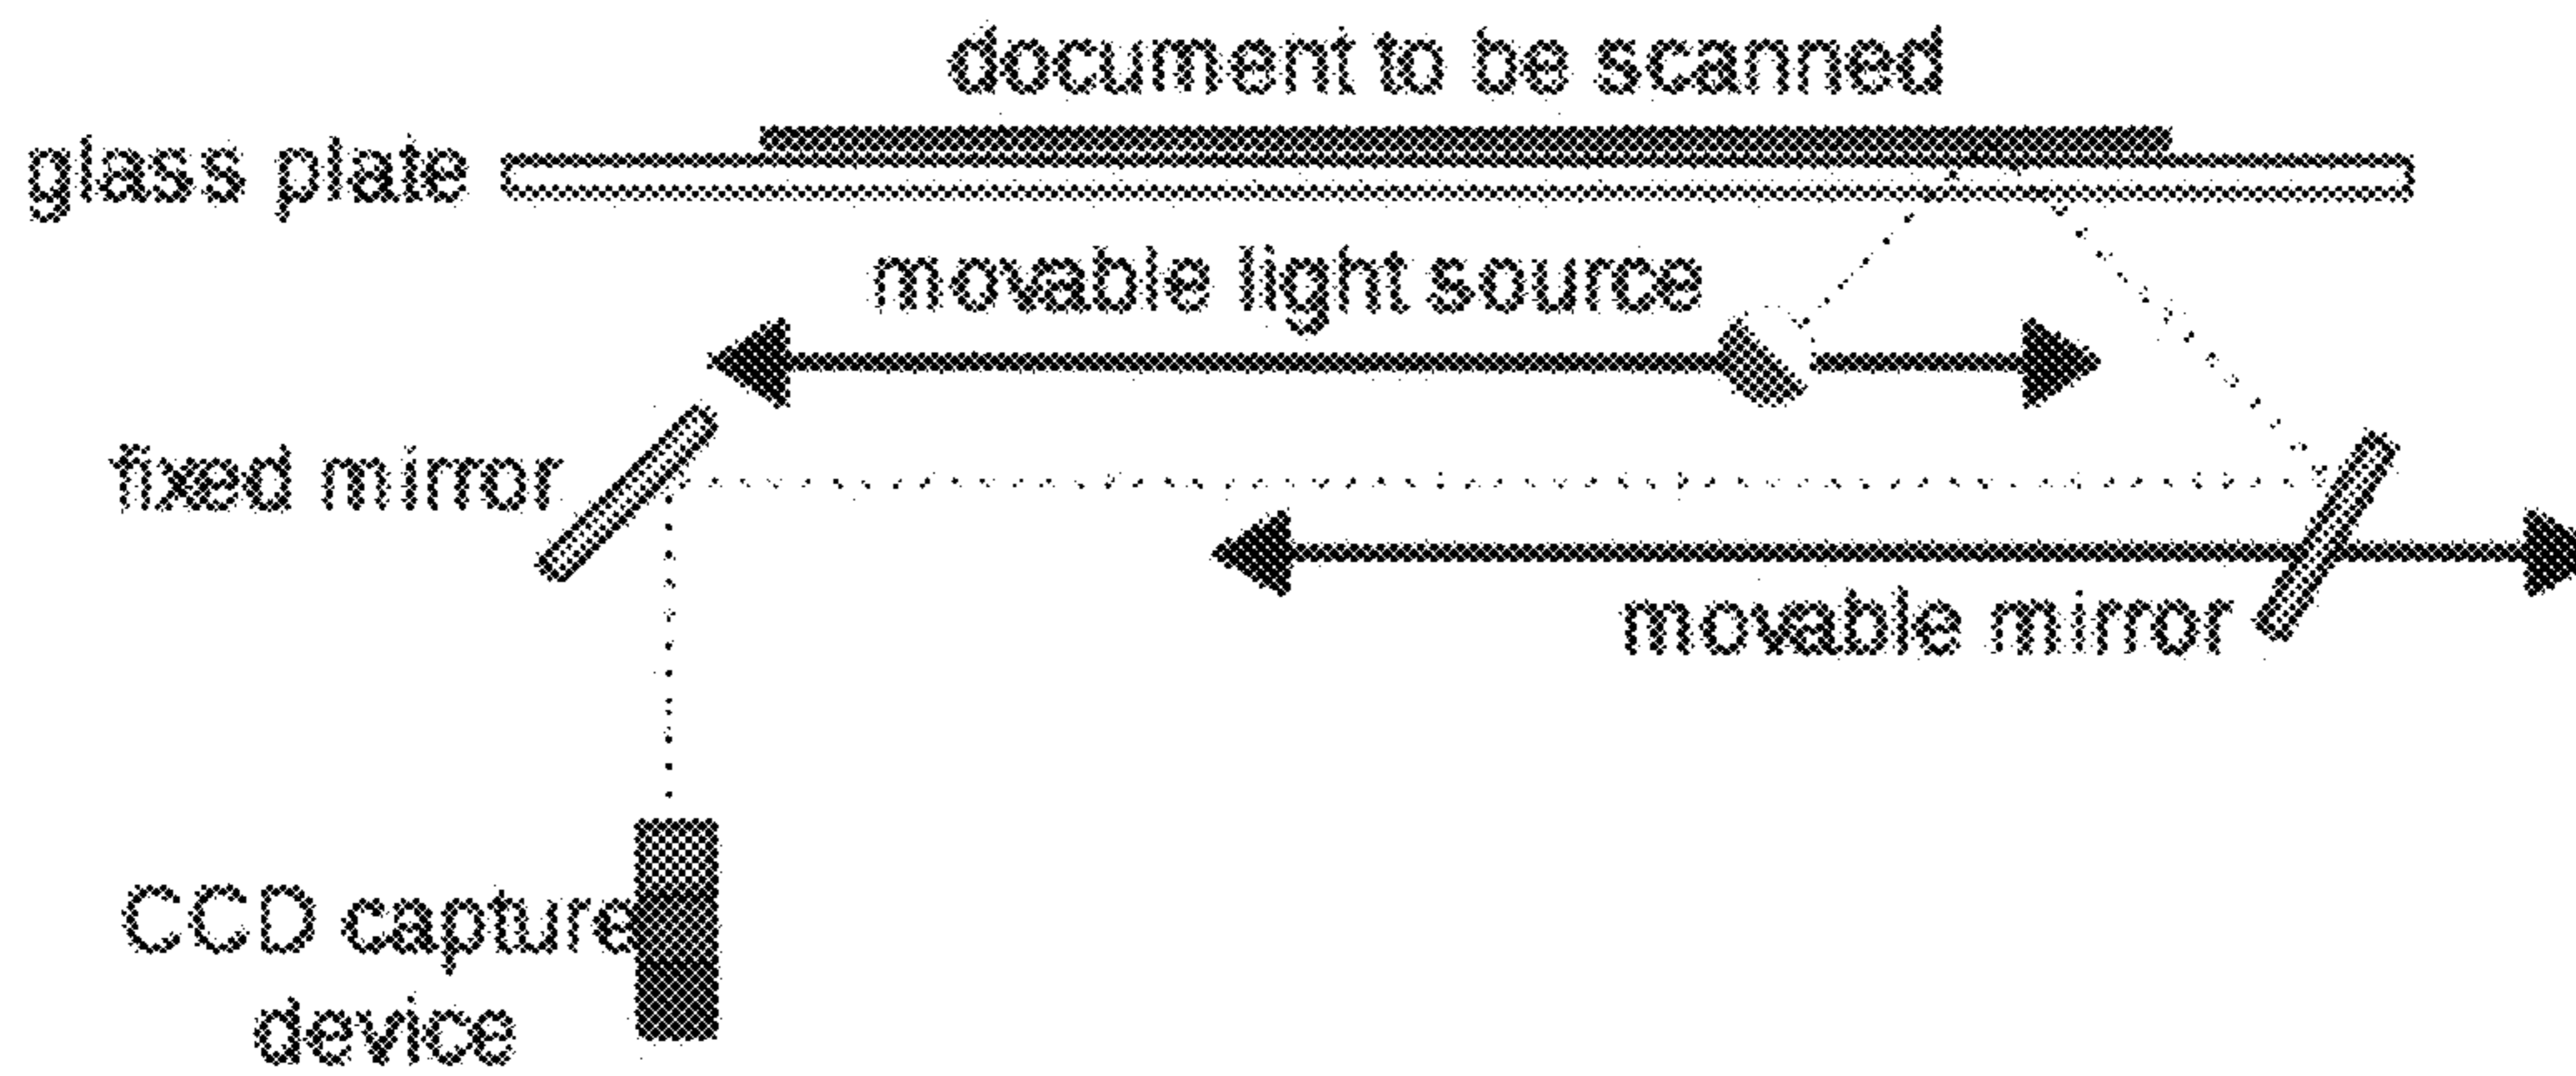 document to be scanned
glass plate
movable light source
fixed mirror
movable mirror
CCD capture
device